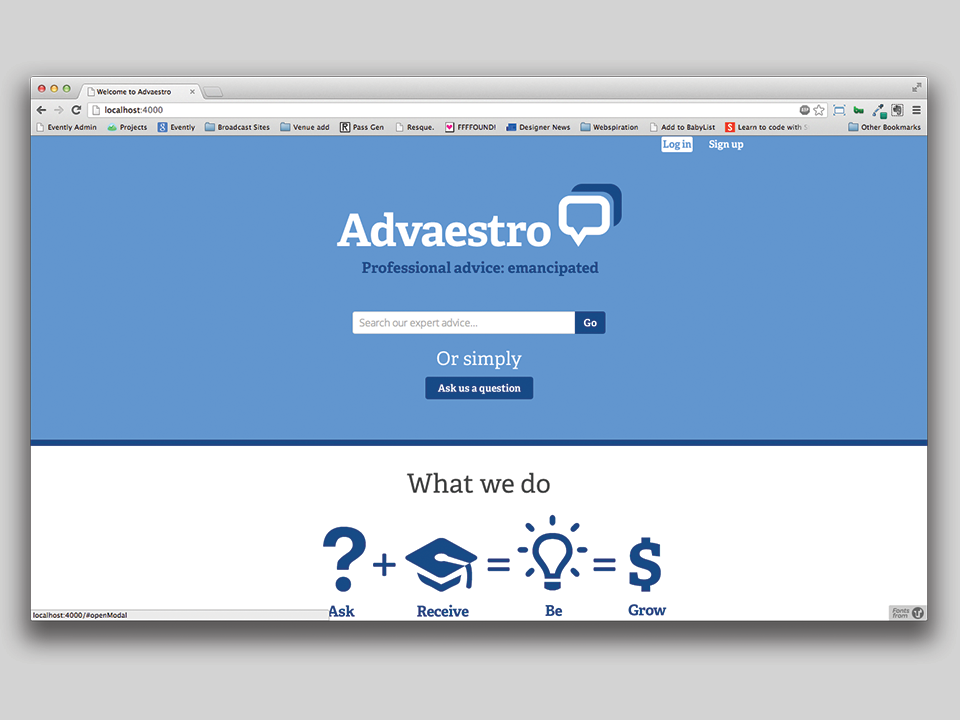 Welcome to Advaestro
localhost:4000
ABP
Evently Admin Projects Evently Broadcast Sites Venue add Pass Gen Resque. FFFFOUND! Designer News Webspiration Add to BabyList Learn to code with Other Bookmarks
Log in Sign up
Advaestro
Professional advice: emancipated
Search our expert advice... Go
Or simply
Ask us a question
What we do
? + = = $
Ask Receive Be Grow
localhost:4000/#openModal
Fonts
from